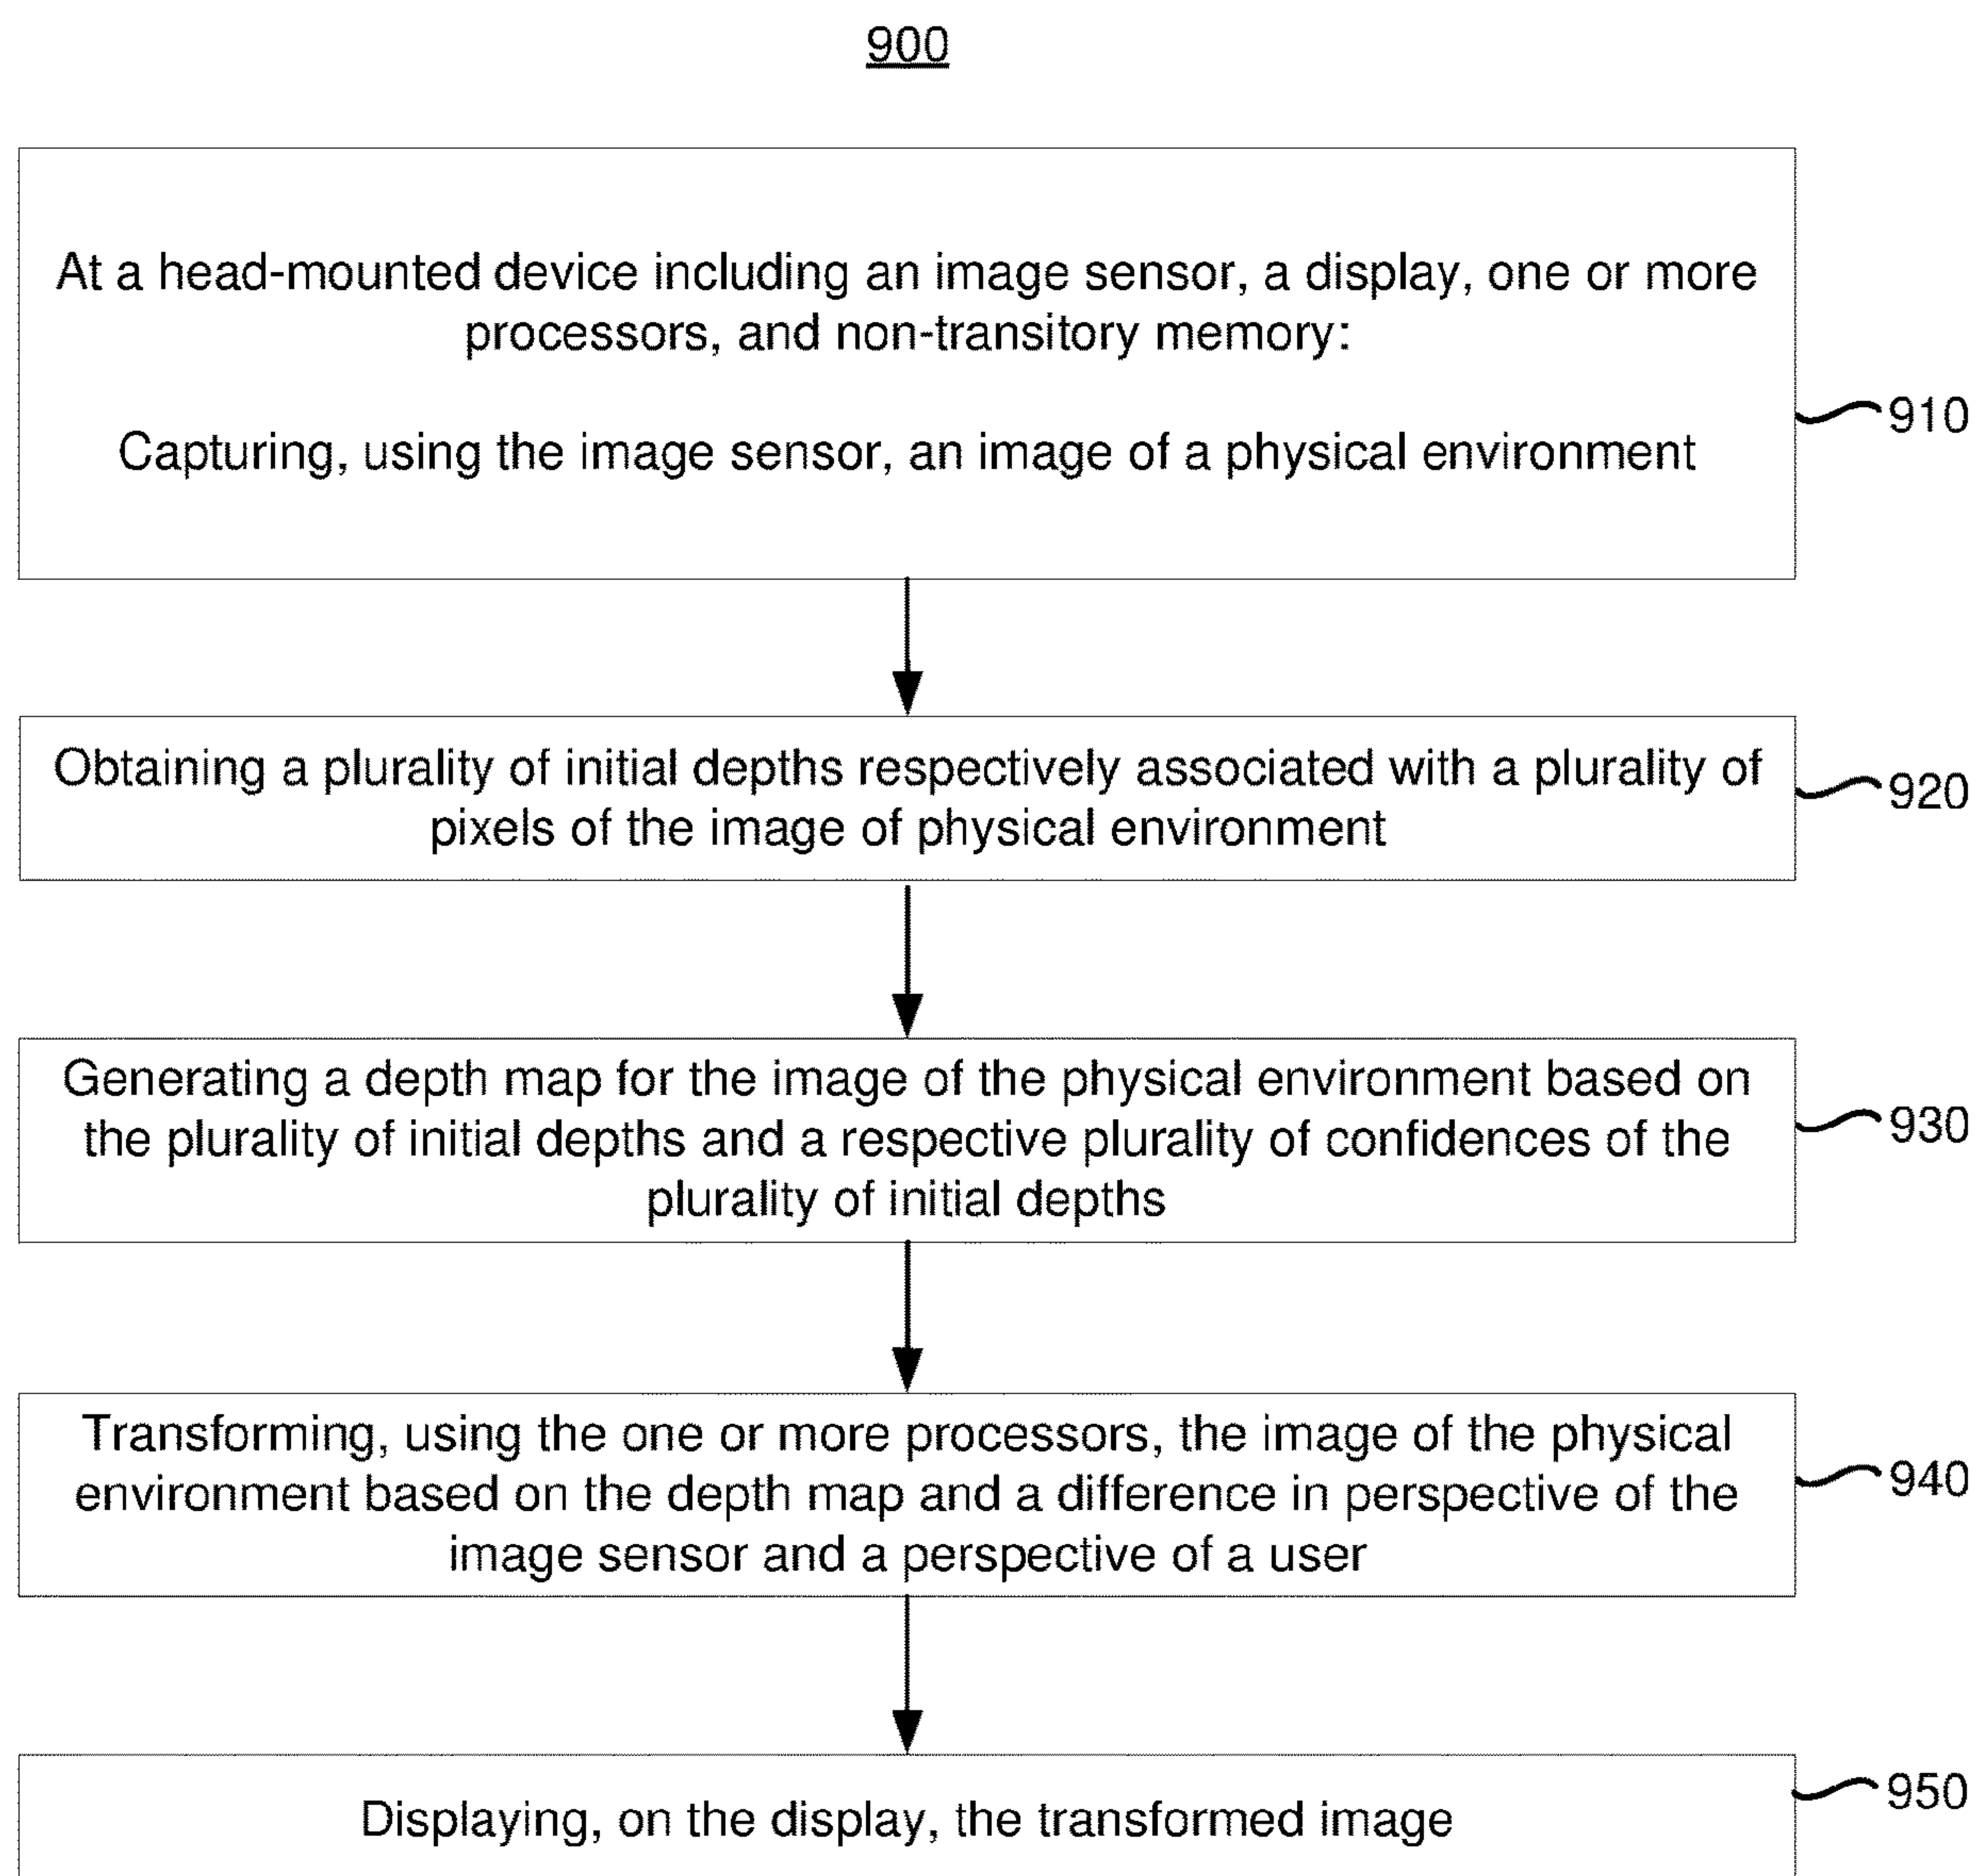 900
At a head-mounted device including an image sensor, a display, one or more
processors, and non-transitory memory:
Capturing, using the image sensor, an image of a physical environment
910
Obtaining a plurality of initial depths respectively associated with a plurality of
pixels of the image of physical environment
920
Generating a depth map for the image of the physical environment based on
the plurality of initial depths and a respective plurality of confidences of the
plurality of initial depths
930
Transforming, using the one or more processors, the image of the physical
environment based on the depth map and a difference in perspective of the
image sensor and a perspective of a user
940
Displaying, on the display, the transformed image
950